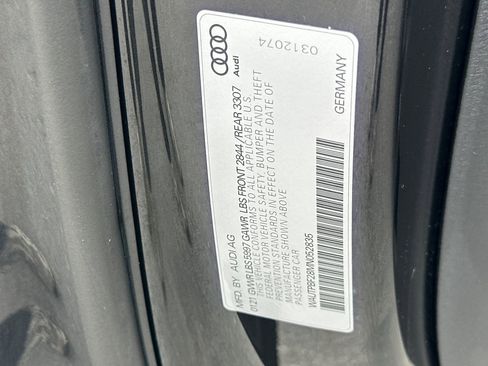 MFD. BY AUDI AG
01.21 GVWR LBS 5997 GAWR LBS FRONT 2844 /REAR 3307
THIS VEHICLE CONFORMS TO ALL APPLICABLE U.S.
FEDERAL MOTOR VEHICLE SAFETY, BUMPER AND THEFT
PREVENTION STANDARDS IN EFFECT ON THE DATE OF
MANUFACTURE SHOWN ABOVE
PASSENGER CAR
WAUTPBF28MN052835
GERMANY
Audi
0312074